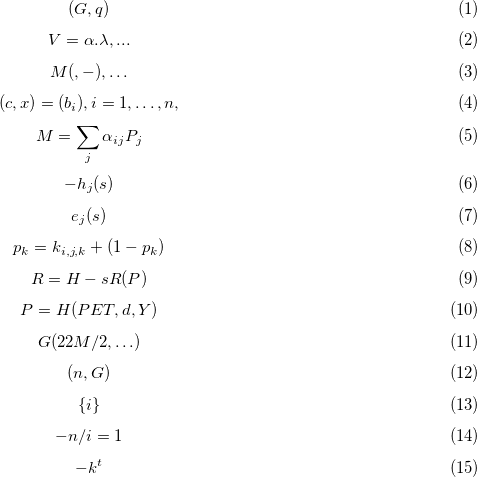 (G, q) (1)
V = α.λ, ... (2)
M(, −), . . . (3)
(c, x) = (b_i), i = 1, . . . , n, (4)
M = ∑_j α_{ij} P_j (5)
−h_j(s) (6)
e_j(s) (7)
p_k = k_{i,j,k} + (1 − p_k) (8)
R = H − sR(P) (9)
P = H(PET, d, Y) (10)
G(22M/2, . . .) (11)
(n, G) (12)
{i} (13)
−n/i = 1 (14)
−k^t (15)